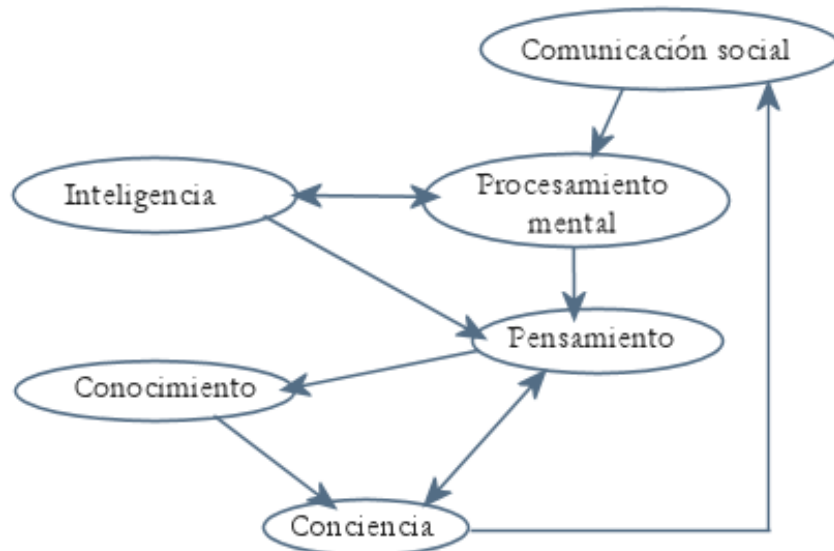 Comunicación social
Inteligencia
Procesamiento
mental
Pensamiento
Conocimiento
Conciencia